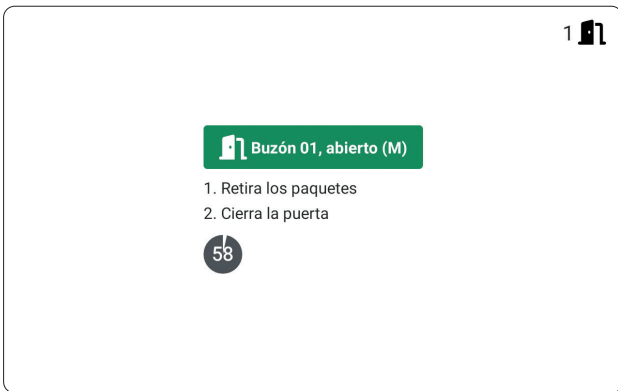 1
Buzón 01, abierto (M)
1. Retira los paquetes
2. Cierra la puerta
58